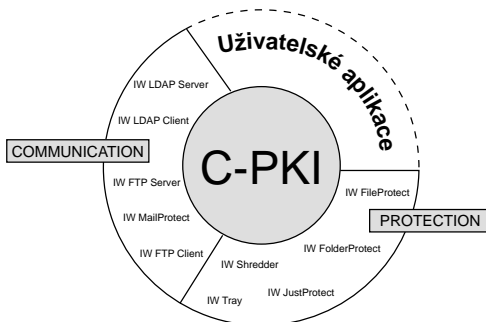 Uživatelské aplikace
IW LDAP Server
IW LDAP Client
COMMUNICATION
C-PKI
IW FTP Server
IW MailProtect
IW FTP Client
IW FileProtect
PROTECTION
IW FolderProtect
IW Shredder
IW JustProtect
IW Tray